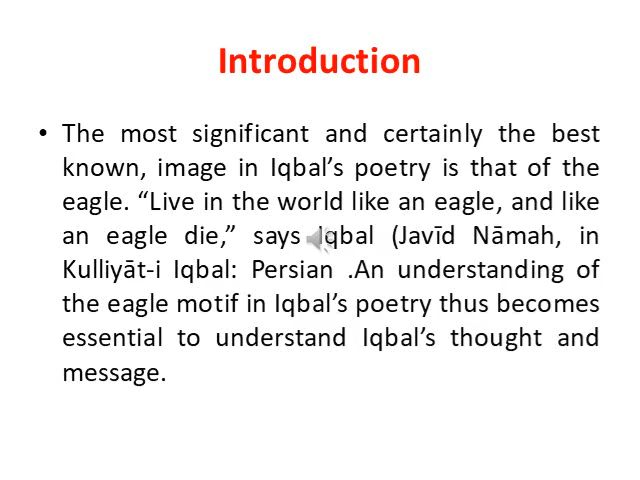 Introduction
• The most significant and certainly the best
known, image in Iqbal’s poetry is that of the
eagle. “Live in the world like an eagle, and like
an eagle die,” says Iqbal (Javīd Nāmah, in
Kulliyāt-i Iqbal: Persian .An understanding of
the eagle motif in Iqbal’s poetry thus becomes
essential to understand Iqbal’s thought and
message.